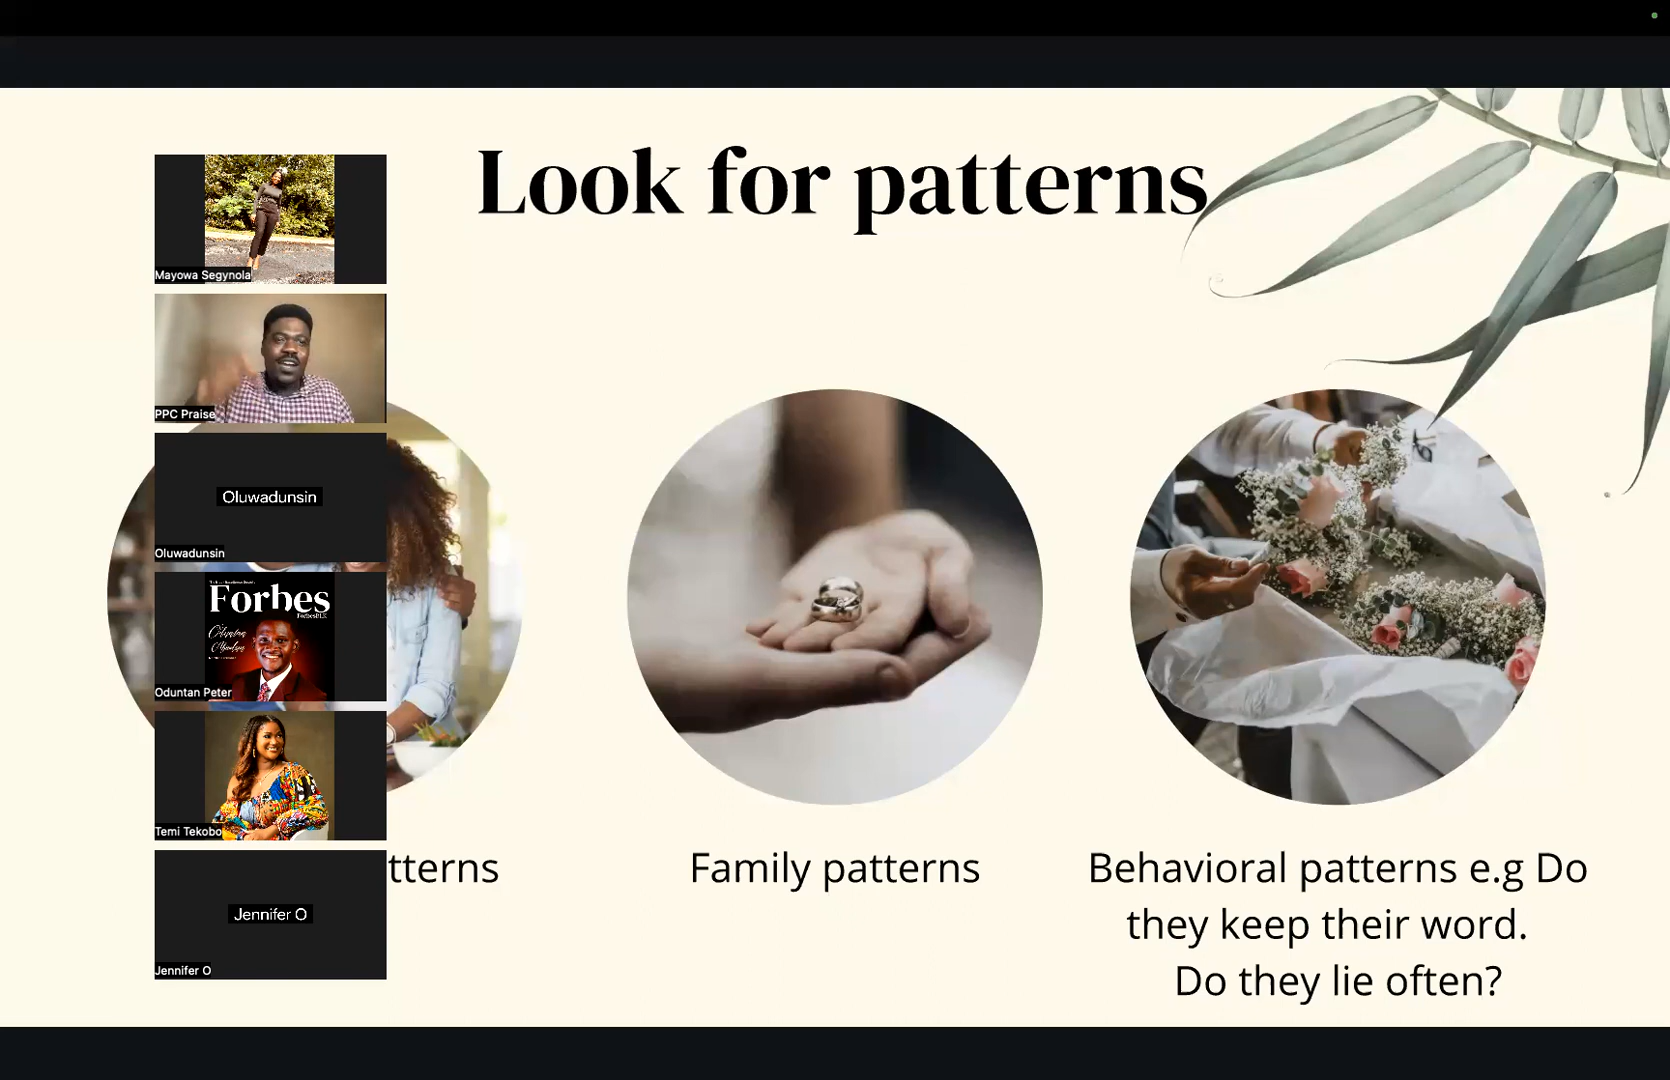 Look for patterns
Mayowa Segynola
PPC Praise
Oluwadunsin
Oluwadunsin
Forbes
ForbesBLK
Oduntan Peter
Temi Tekobo
Jennifer O
Jennifer O
tterns
Family patterns
Behavioral patterns e.g Do
they keep their word.
Do they lie often?